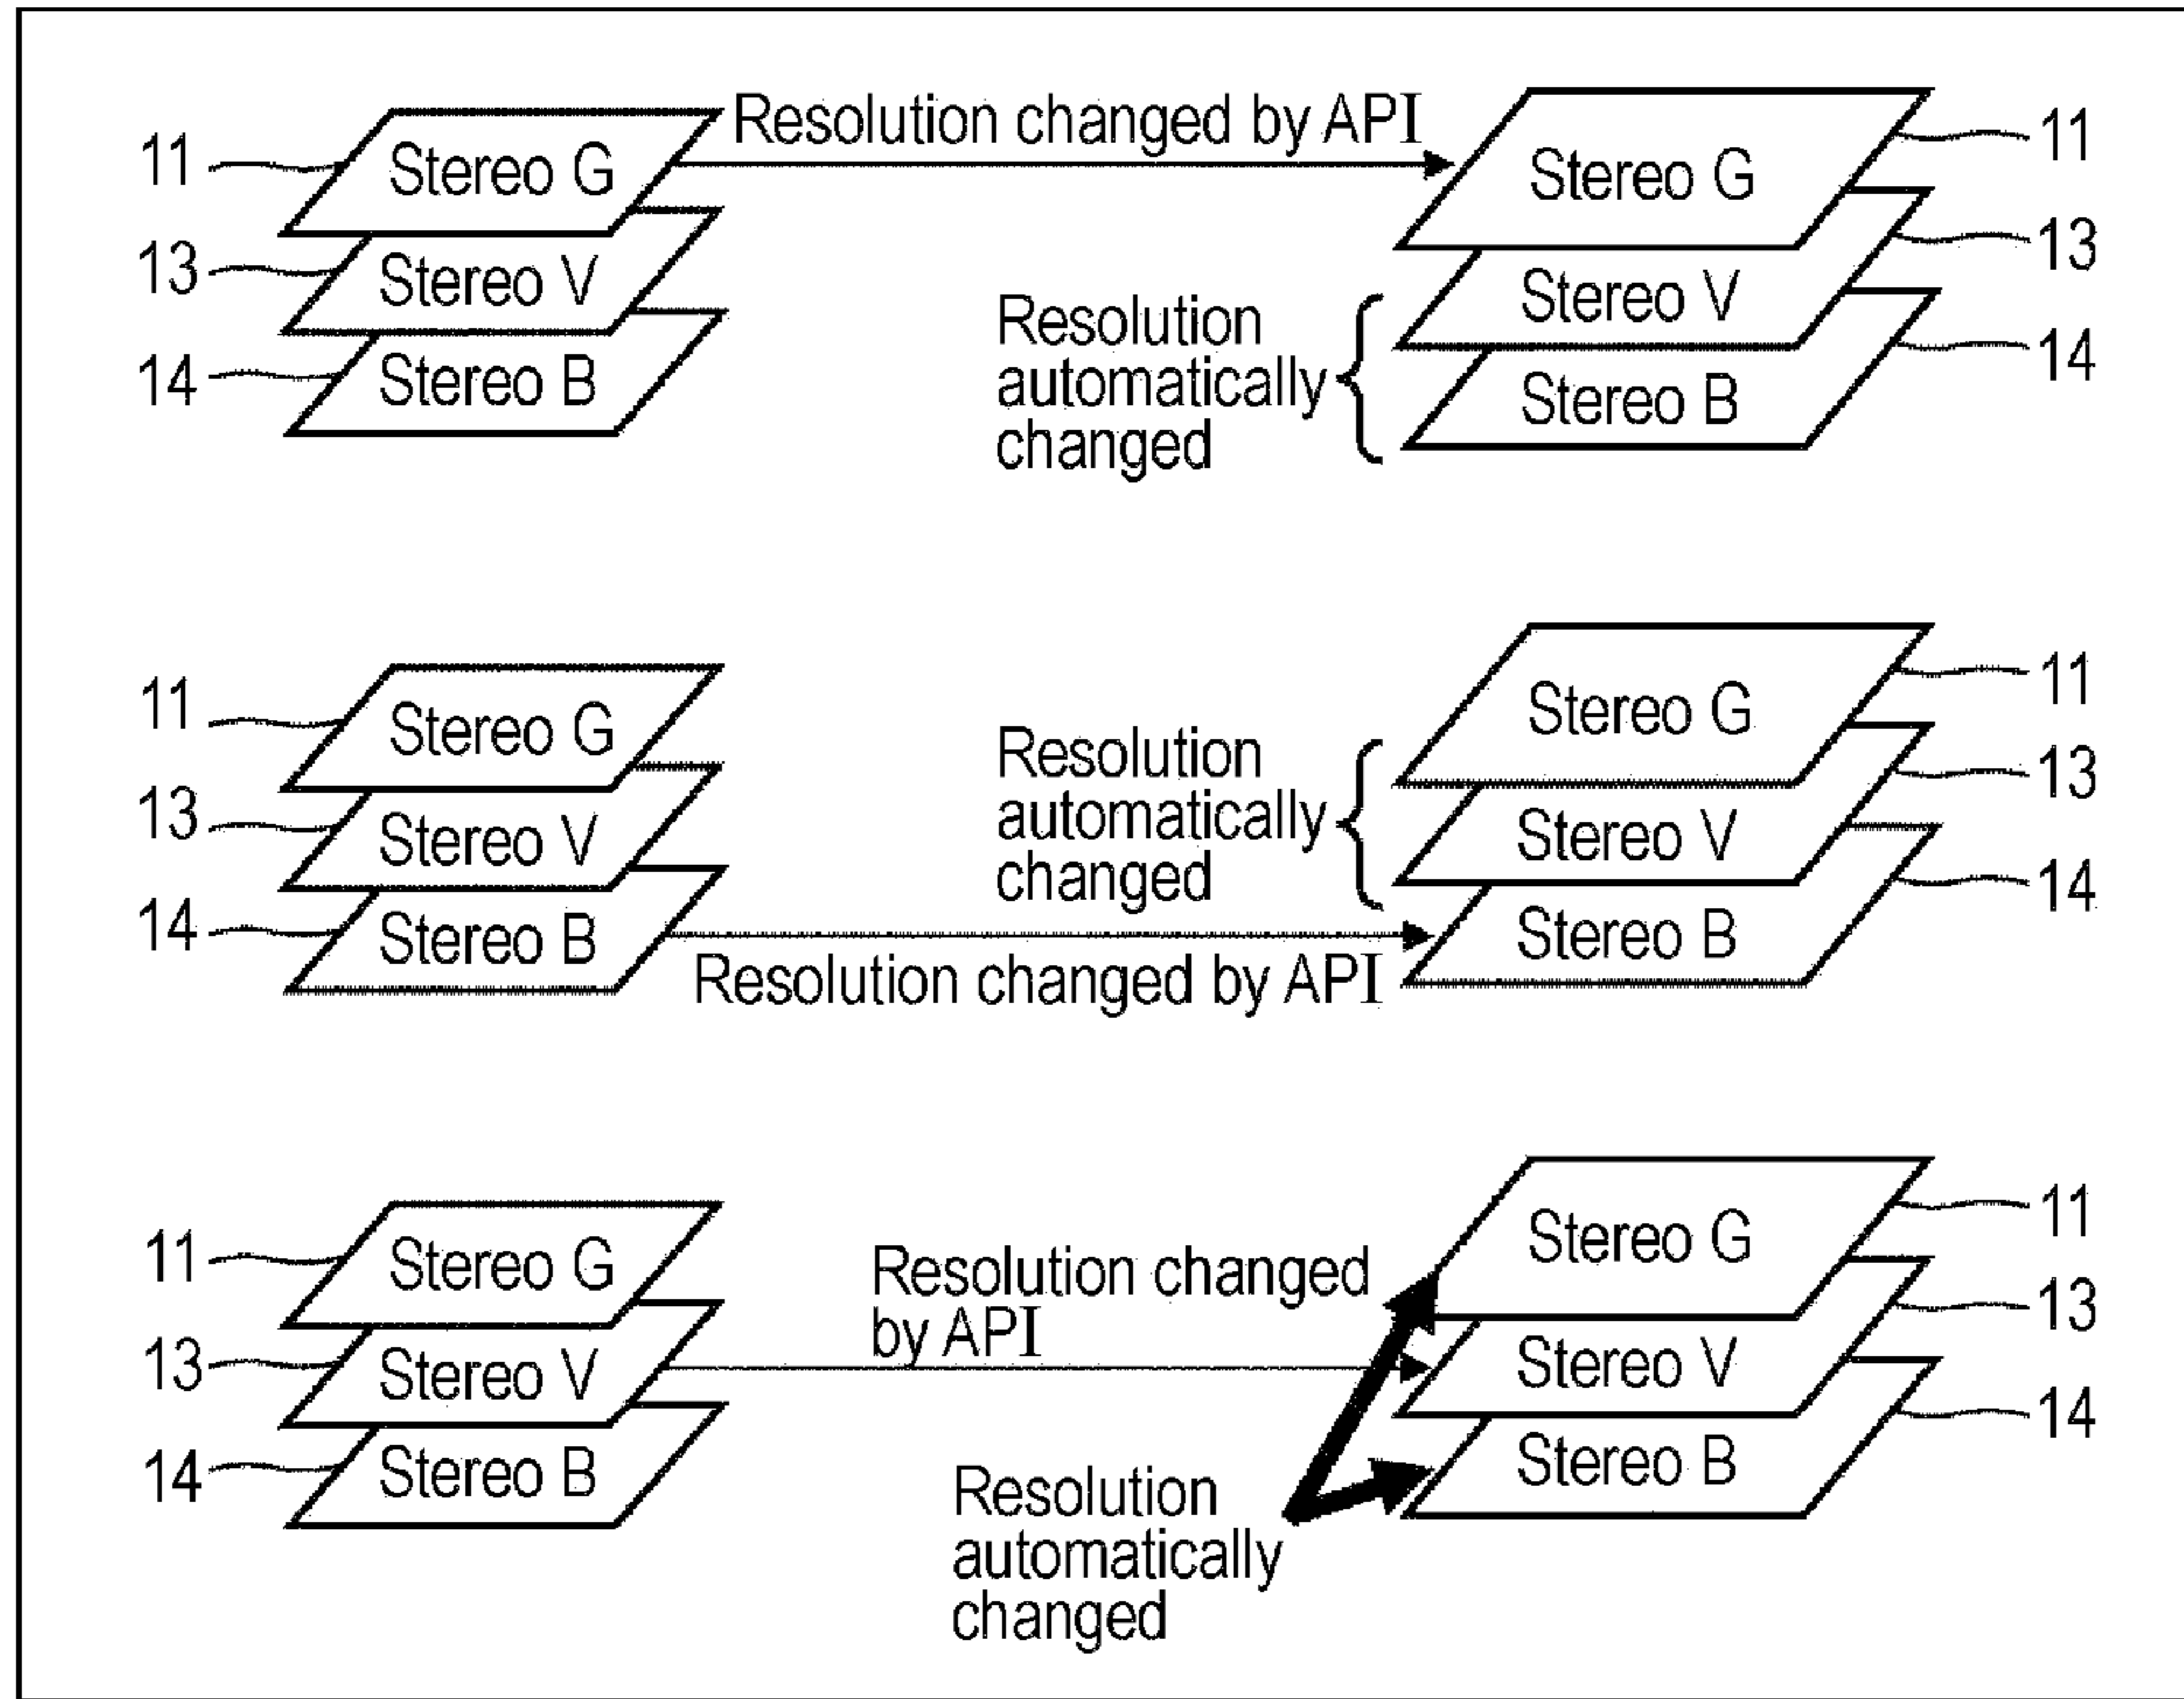 Resolution changed by API
11 Stereo G Stereo G 11
13 Stereo V Stereo V 13
Resolution
automatically
changed
14 Stereo B Stereo B 14
11 Stereo G Stereo G 11
Resolution
automatically
changed
13 Stereo V Stereo V 13
14 Stereo B Stereo B 14
Resolution changed by API
11 Stereo G Stereo G 11
Resolution changed
by API
13 Stereo V Stereo V 13
14 Stereo B Stereo B 14
Resolution
automatically
changed